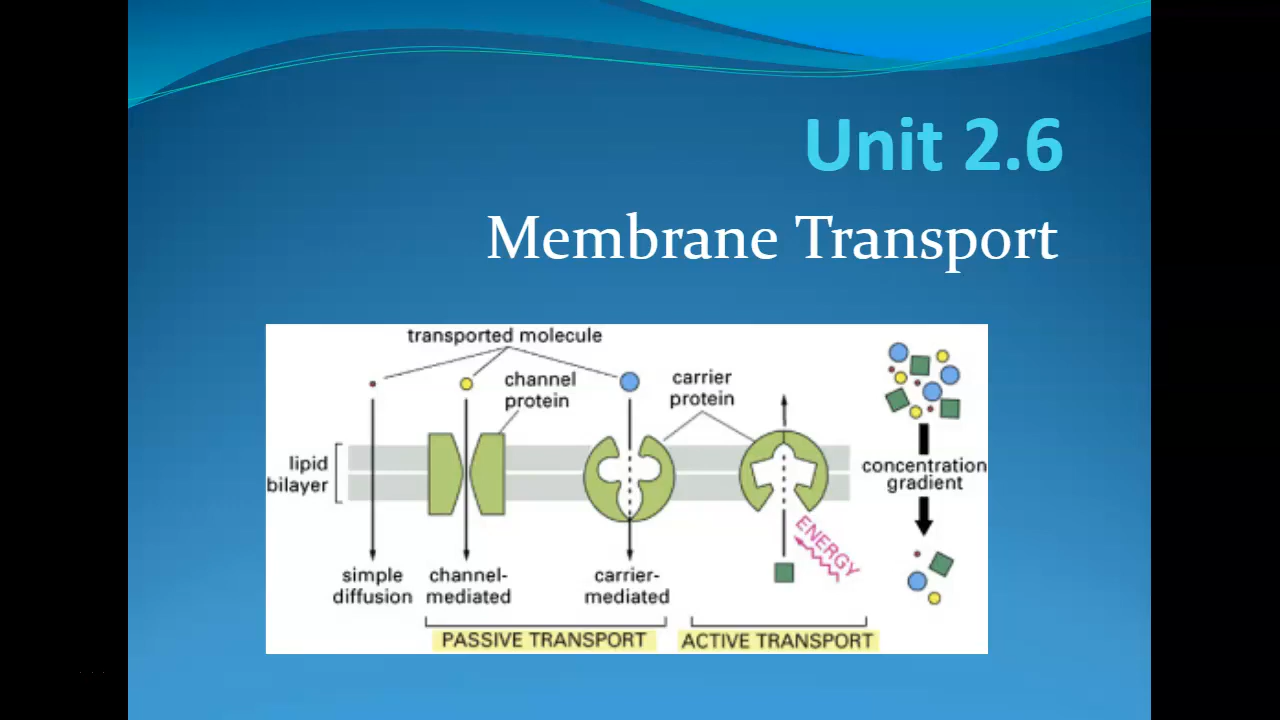 Unit 2.6
Membrane Transport
transported molecule
channel
protein
carrier
protein
lipid
bilayer
concentration
gradient
ENERGY
simple
diffusion
channel-
mediated
carrier-
mediated
PASSIVE TRANSPORT
ACTIVE TRANSPORT